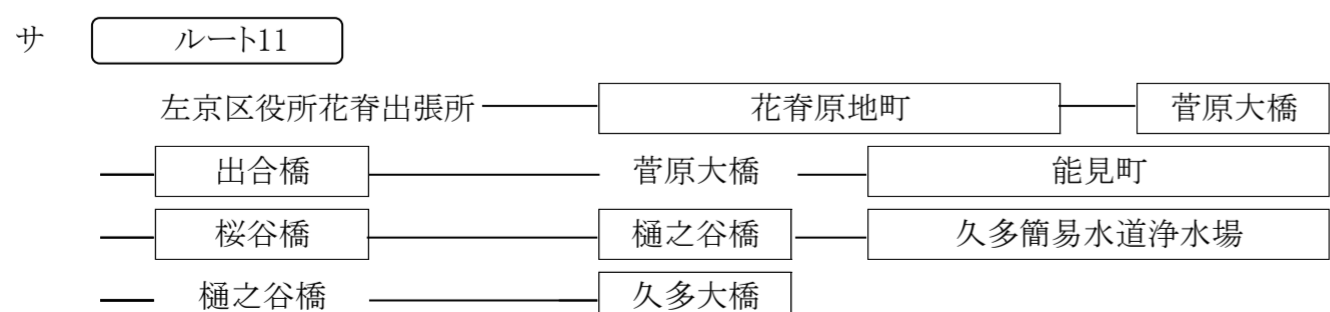 サ ルート11
左京区役所花脊出張所 花脊原地町 菅原大橋
出合橋 菅原大橋 能見町
桜谷橋 樋之谷橋 久多簡易水道浄水場
樋之谷橋 久多大橋